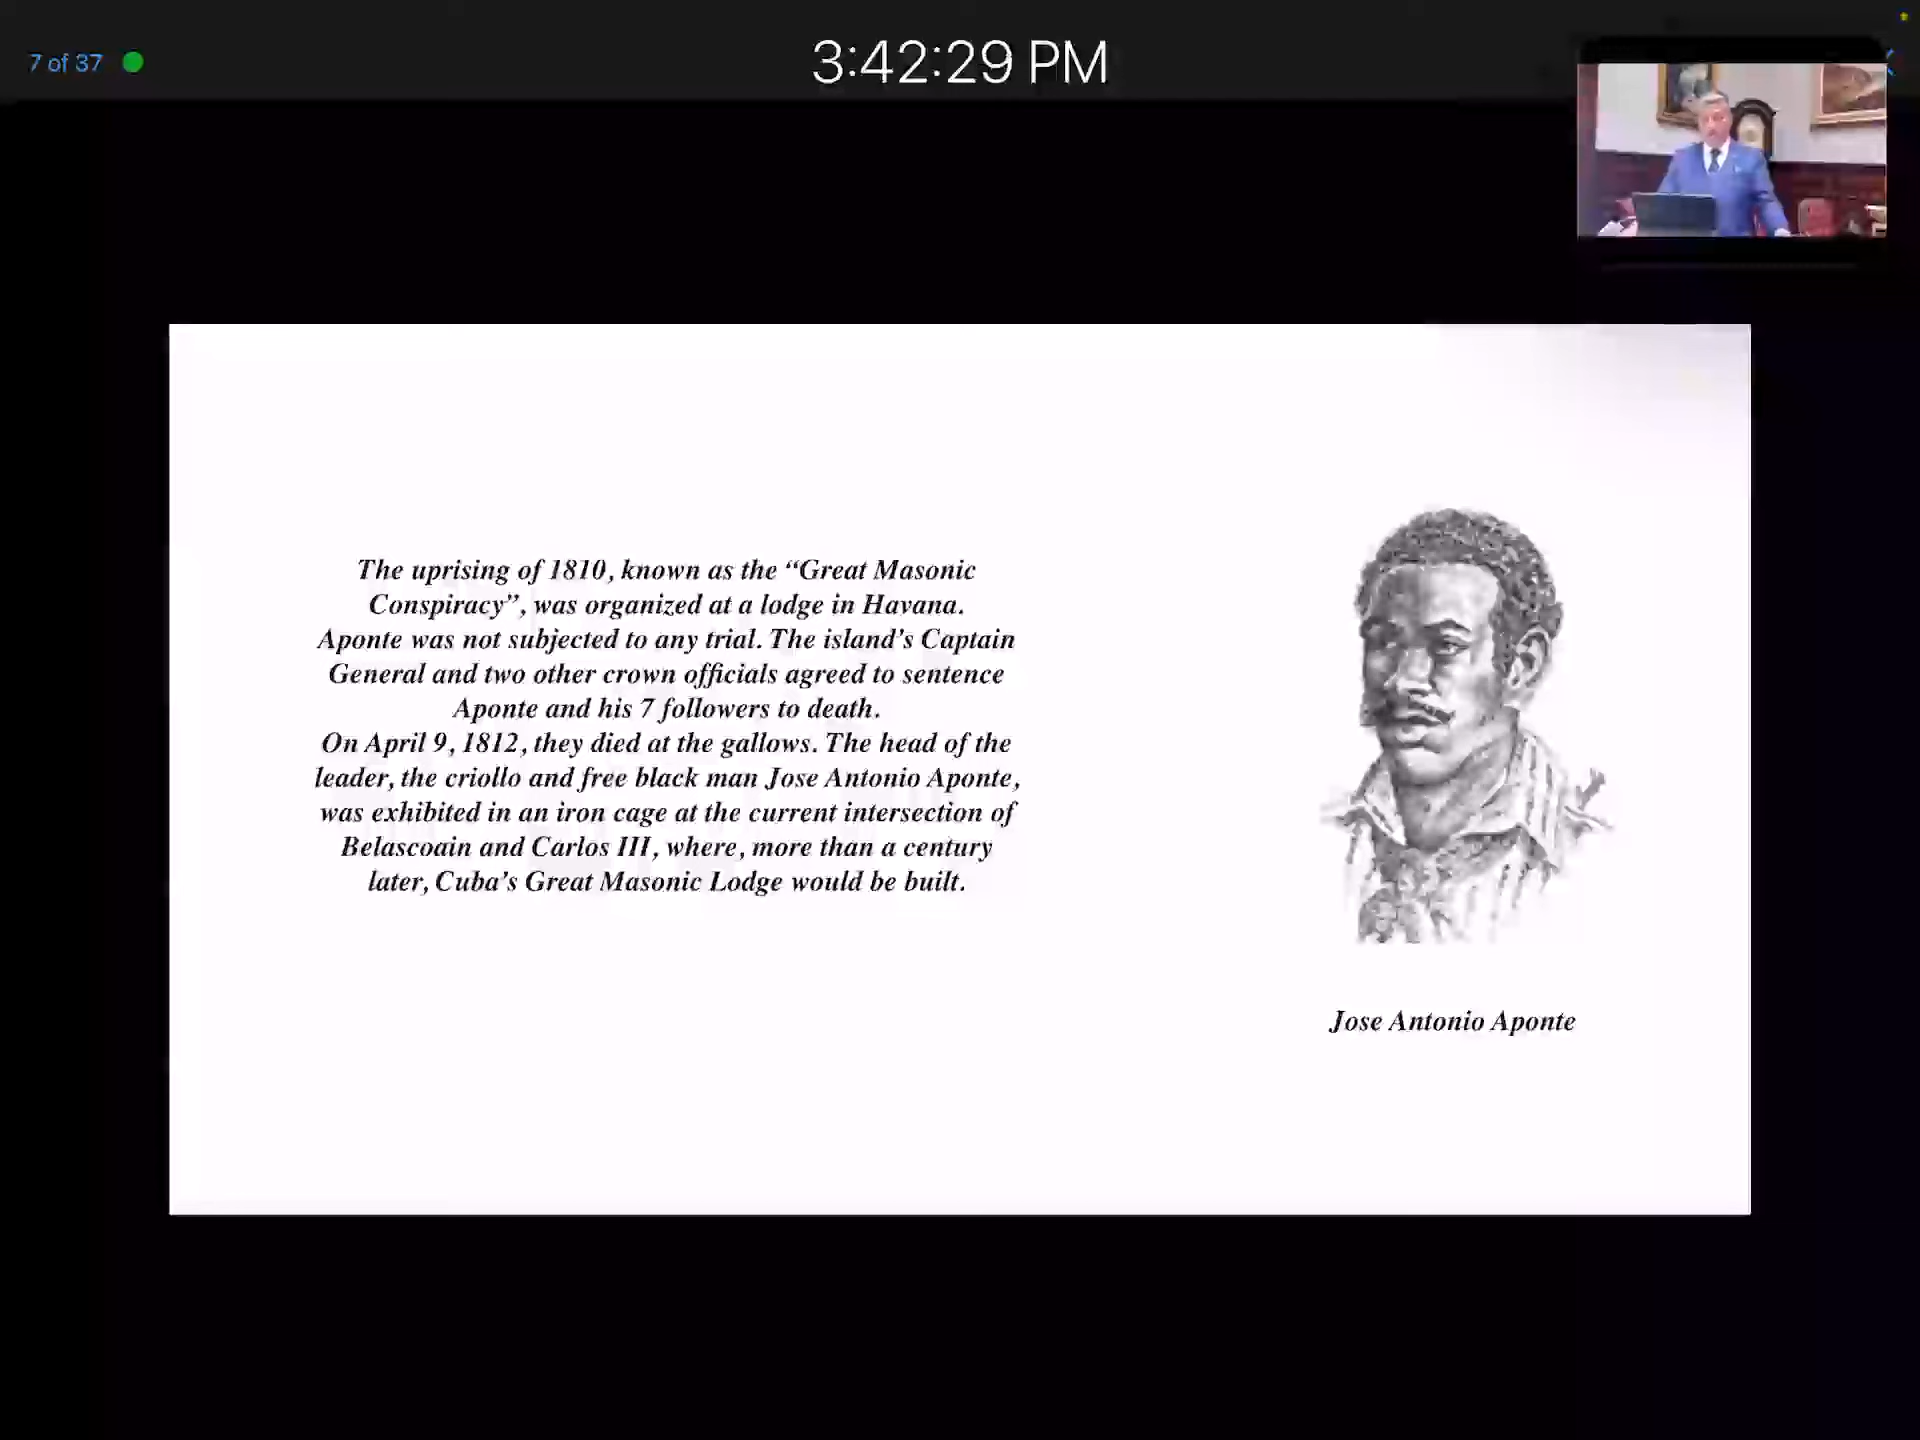 7 of 37
3:42:29 PM
The uprising of 1810, known as the “Great Masonic
Conspiracy”, was organized at a lodge in Havana.
Aponte was not subjected to any trial. The island’s Captain
General and two other crown officials agreed to sentence
Aponte and his 7 followers to death.
On April 9, 1812, they died at the gallows. The head of the
leader, the criollo and free black man Jose Antonio Aponte,
was exhibited in an iron cage at the current intersection of
Belascoain and Carlos III, where, more than a century
later, Cuba’s Great Masonic Lodge would be built.
Jose Antonio Aponte